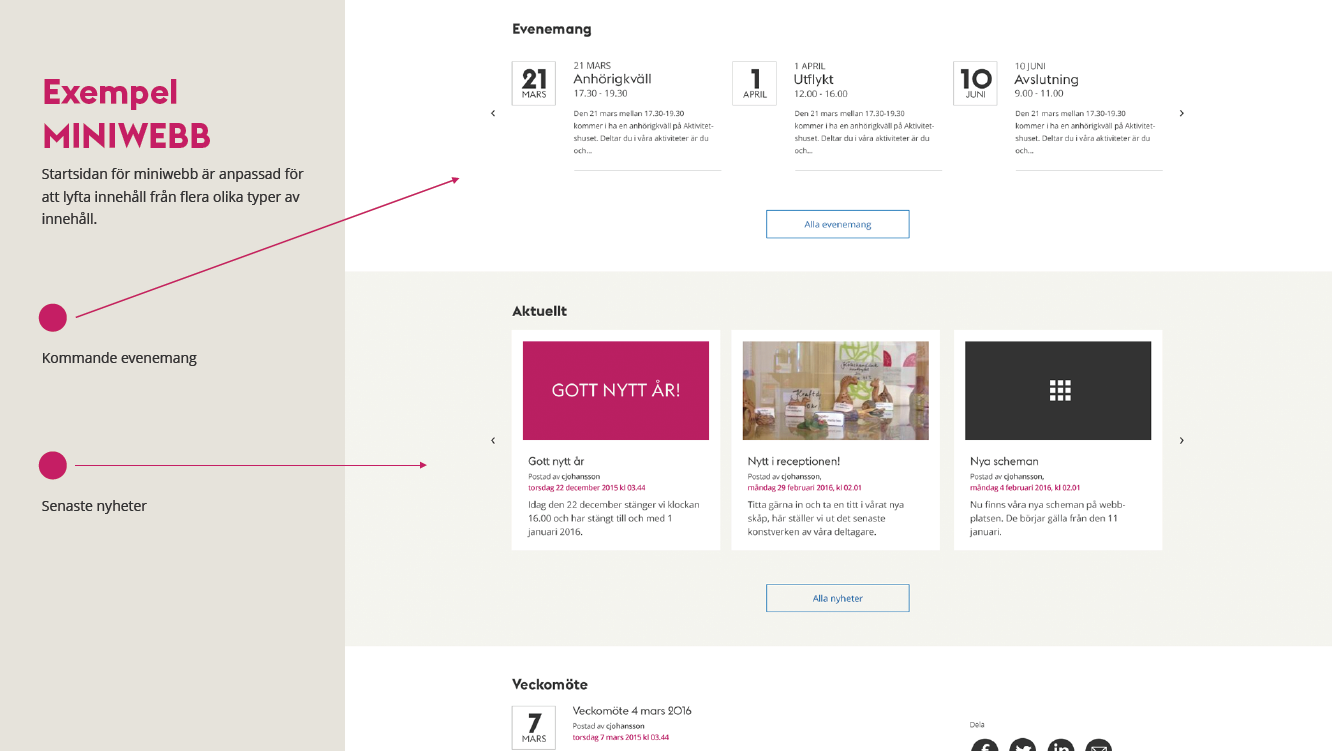 Exempel
MINIWEBB
Startsidan för miniwebb är anpassad för
att lyfta innehåll från flera olika typer av
innehåll.
Kommande evenemang
Senaste nyheter
Evenemang
21
MARS
21 MARS
Anhörigkväll
17.30 - 19.30
Den 21 mars mellan 17.30-19.30
kommer i ha en anhörigkväll på Aktivitet-
shuset. Deltar du i våra aktiviteter är du
och...
1
APRIL
1 APRIL
Utflykt
12.00 - 16.00
Den 21 mars mellan 17.30-19.30
kommer i ha en anhörigkväll på Aktivitet-
shuset. Deltar du i våra aktiviteter är du
och...
10
JUNI
10 JUNI
Avslutning
9.00 - 11.00
Den 21 mars mellan 17.30-19.30
kommer i ha en anhörigkväll på Aktivitet-
shuset. Deltar du i våra aktiviteter är du
och...
Alla evenemang
Aktuellt
GOTT NYTT ÅR!
Gott nytt år
Postad av cjohansson
torsdag 22 december 2015 kl 03.44
Idag den 22 december stänger vi klockan
16.00 och har stängt till och med 1
januari 2016.
Nytt i receptionen!
Postad av cjohansson,
måndag 29 februari 2016, kl 02.01
Titta gärna in och ta en titt i vårat nya
skåp, här ställer vi ut det senaste
konstverken av våra deltagare.
Nya scheman
Postad av cjohansson,
måndag 4 februari 2016, kl 02.01
Nu finns våra nya scheman på webb-
platsen. De börjar gälla från den 11
januari.
Alla nyheter
Veckomöte
7
MARS
Veckomöte 4 mars 2016
Postad av cjohansson
torsdag 7 mars 2015 kl 03.44
Dela